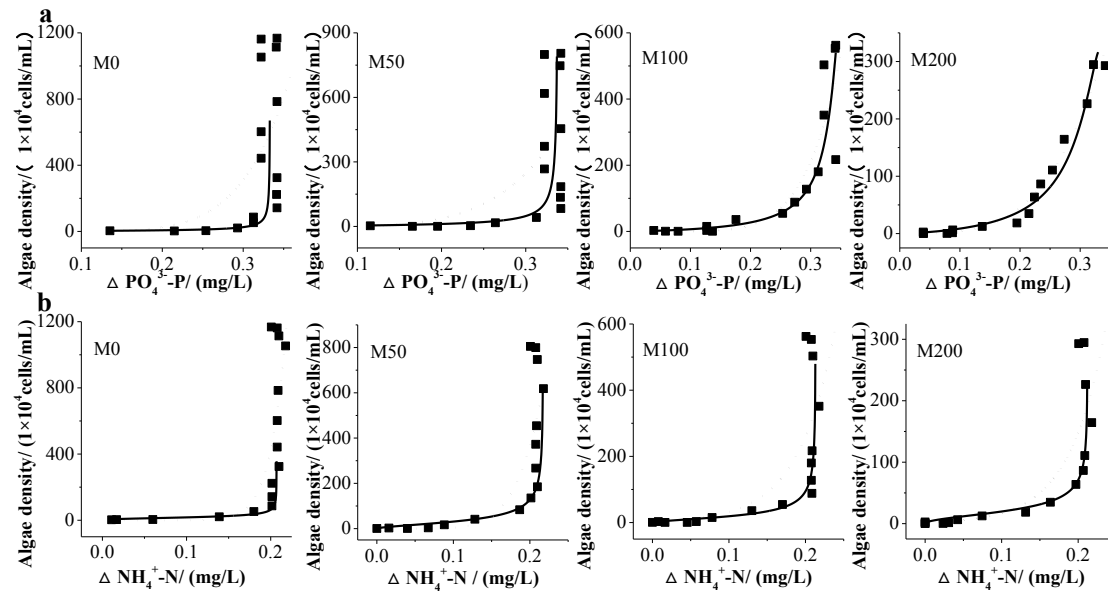 a
M0
Algae density/( 1×10⁴cells/mL)
1200
800
400
0
0.1
0.3
△ PO₄³⁻-P/ (mg/L)
M50
Algae density/( 1×10⁴cells/mL)
900
600
300
0
0.1
0.2
0.3
△ PO₄³⁻-P/ (mg/L)
M100
Algae density/( 1×10⁴cells/mL)
600
400
200
0
0.0
0.1
0.2
0.3
△ PO₄³⁻-P/ (mg/L)
M200
Algae density/( 1×10⁴cells/mL)
300
200
100
0
0.0
0.1
0.2
0.3
△ PO₄³⁻-P/ (mg/L)
b
M0
Algae density/ (1×10⁴cells/mL)
1200
800
400
0
0.0
0.1
0.2
△ NH₄⁺-N/ (mg/L)
M50
Algae density/ (1×10⁴cells/mL)
800
600
400
200
0
0.0
0.1
0.2
△ NH₄⁺-N / (mg/L)
M100
Algae density/ (1×10⁴cells/mL)
600
400
200
0
0.0
0.1
0.2
△ NH₄⁺-N/ (mg/L)
M200
Algae density/ (1×10⁴cells/mL)
300
200
100
0
0.0
0.1
0.2
△ NH₄⁺-N/ (mg/L)